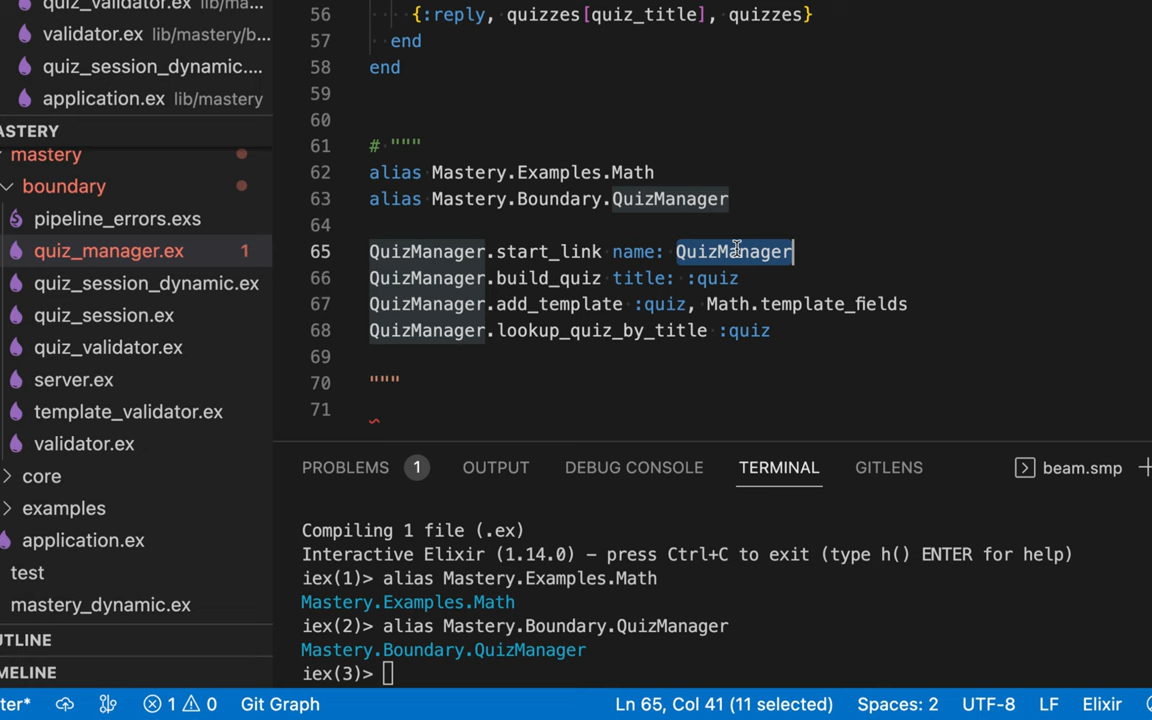 quiz_validator.ex lib/ma...
validator.ex lib/mastery/b...
quiz_session_dynamic....
application.ex lib/mastery
ASTERY
mastery
boundary
pipeline_errors.exs
quiz_manager.ex 1
quiz_session_dynamic.ex
quiz_session.ex
quiz_validator.ex
server.ex
template_validator.ex
validator.ex
core
examples
application.ex
test
mastery_dynamic.ex
UTLINE
MELINE
56 {:reply, quizzes[quiz_title], quizzes}
57 end
58 end
59
60
61 # """
62 alias Mastery.Examples.Math
63 alias Mastery.Boundary.QuizManager
64
65 QuizManager.start_link name: QuizManager
66 QuizManager.build_quiz title: :quiz
67 QuizManager.add_template :quiz, Math.template_fields
68 QuizManager.lookup_quiz_by_title :quiz
69
70 """
71
PROBLEMS 1 OUTPUT DEBUG CONSOLE TERMINAL GITLENS beam.smp
Compiling 1 file (.ex)
Interactive Elixir (1.14.0) - press Ctrl+C to exit (type h() ENTER for help)
iex(1)> alias Mastery.Examples.Math
Mastery.Examples.Math
iex(2)> alias Mastery.Boundary.QuizManager
Mastery.Boundary.QuizManager
iex(3)>
ter* 1 0 Git Graph Ln 65, Col 41 (11 selected) Spaces: 2 UTF-8 LF Elixir